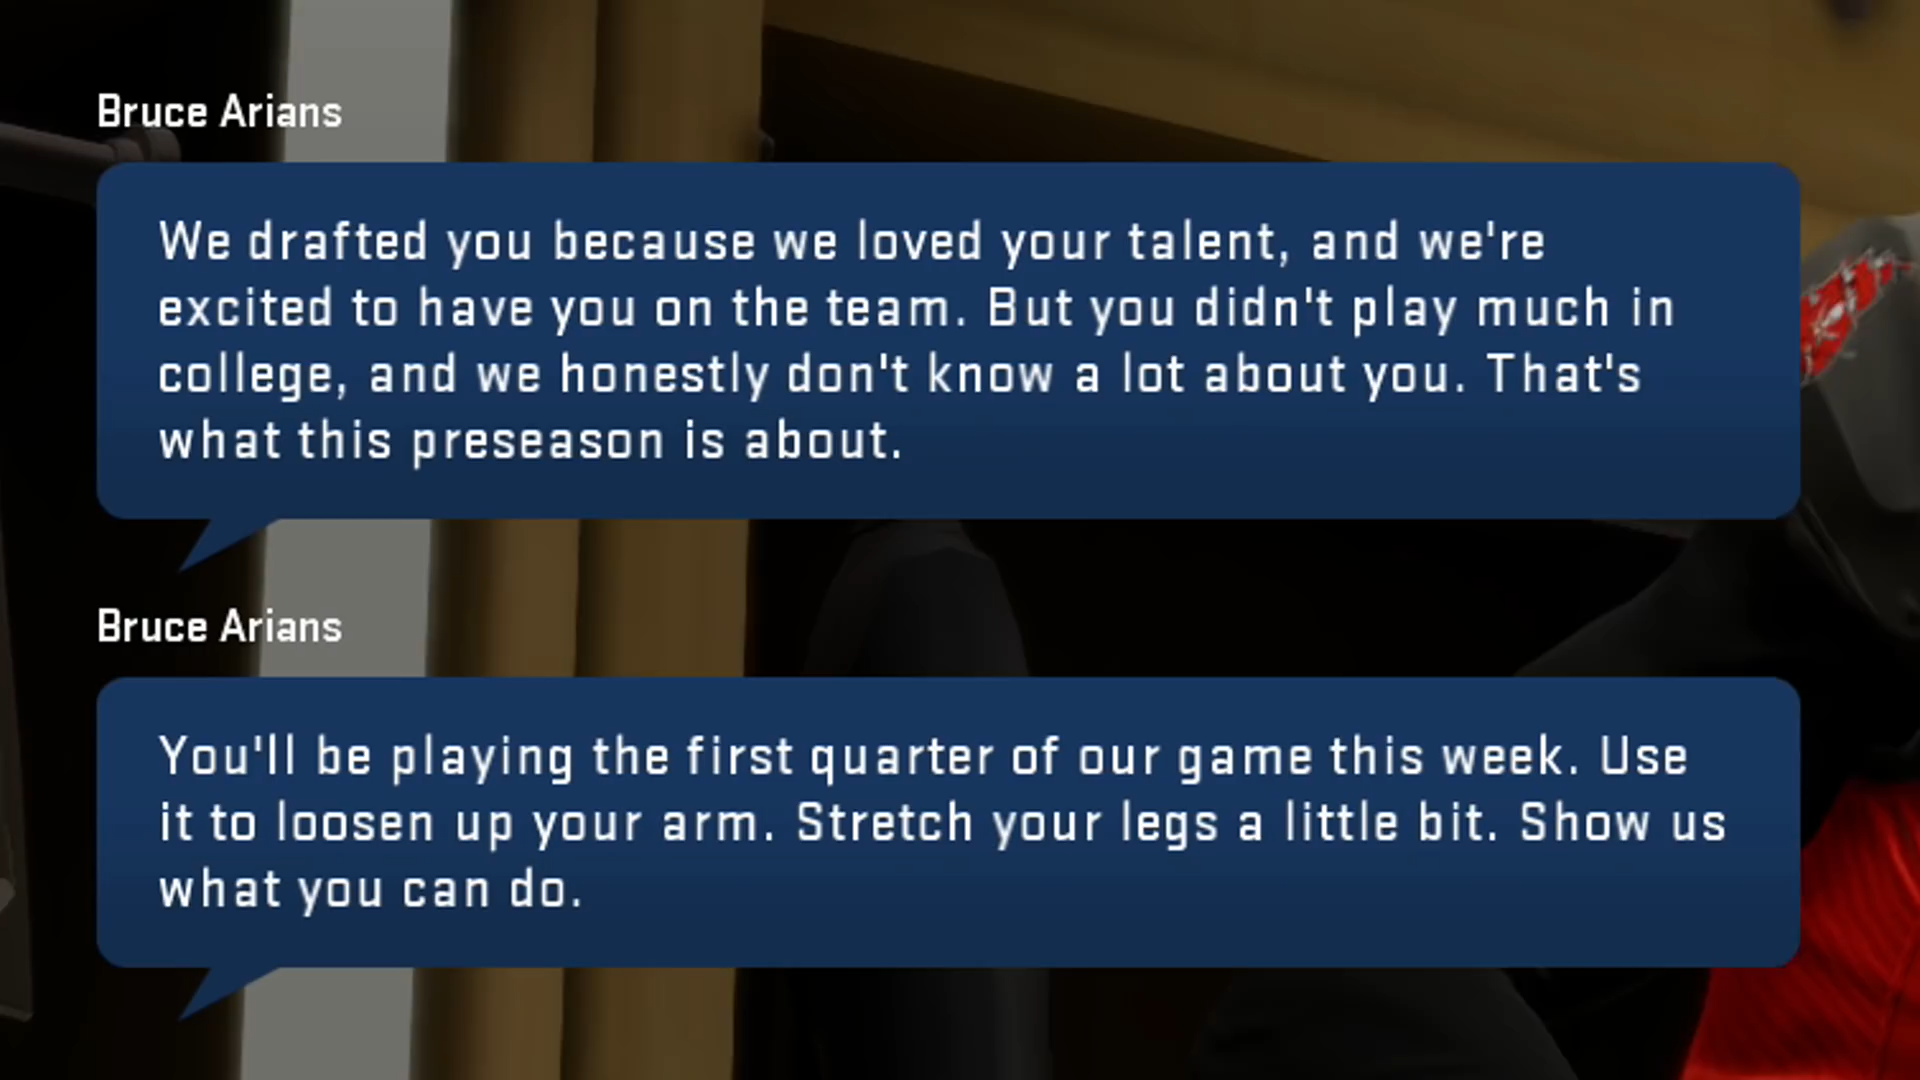 Bruce Arians
We drafted you because we loved your talent, and we're
excited to have you on the team. But you didn't play much in
college, and we honestly don't know a lot about you. That's
what this preseason is about.
Bruce Arians
You'll be playing the first quarter of our game this week. Use
it to loosen up your arm. Stretch your legs a little bit. Show us
what you can do.